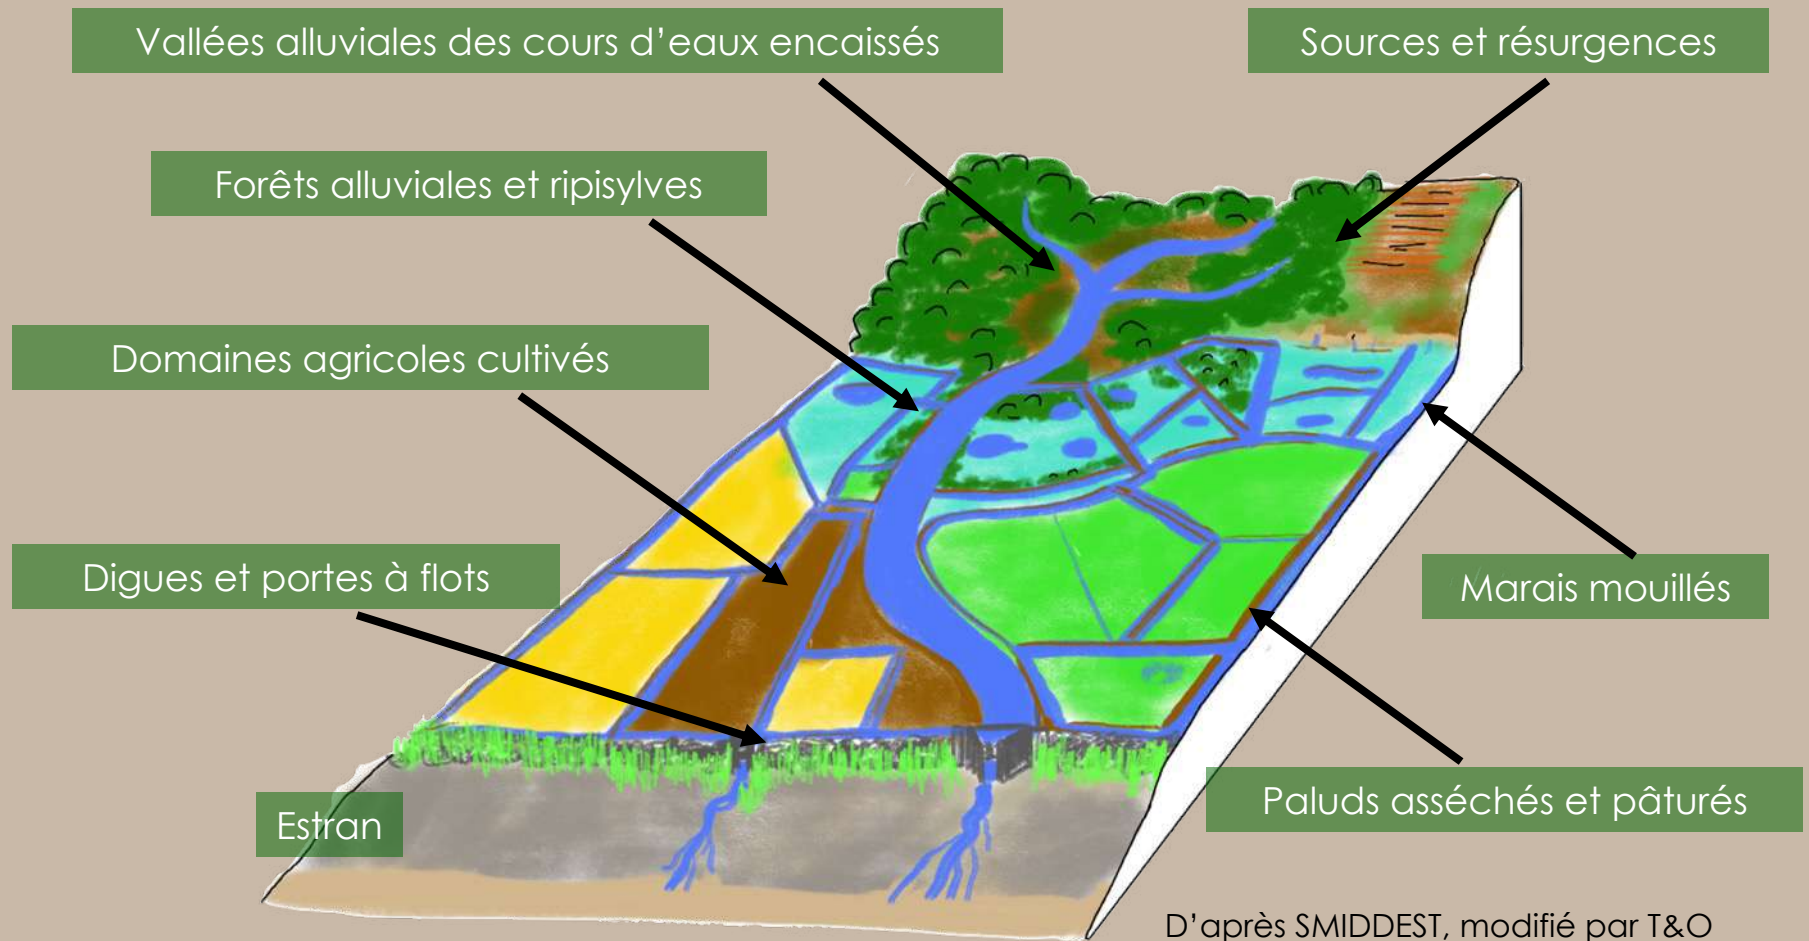 Vallées alluviales des cours d’eaux encaissés
Sources et résurgences
Forêts alluviales et ripisylves
Domaines agricoles cultivés
Digues et portes à flots
Marais mouillés
Paluds asséchés et pâturés
Estran
D’après SMIDDEST, modifié par T&O